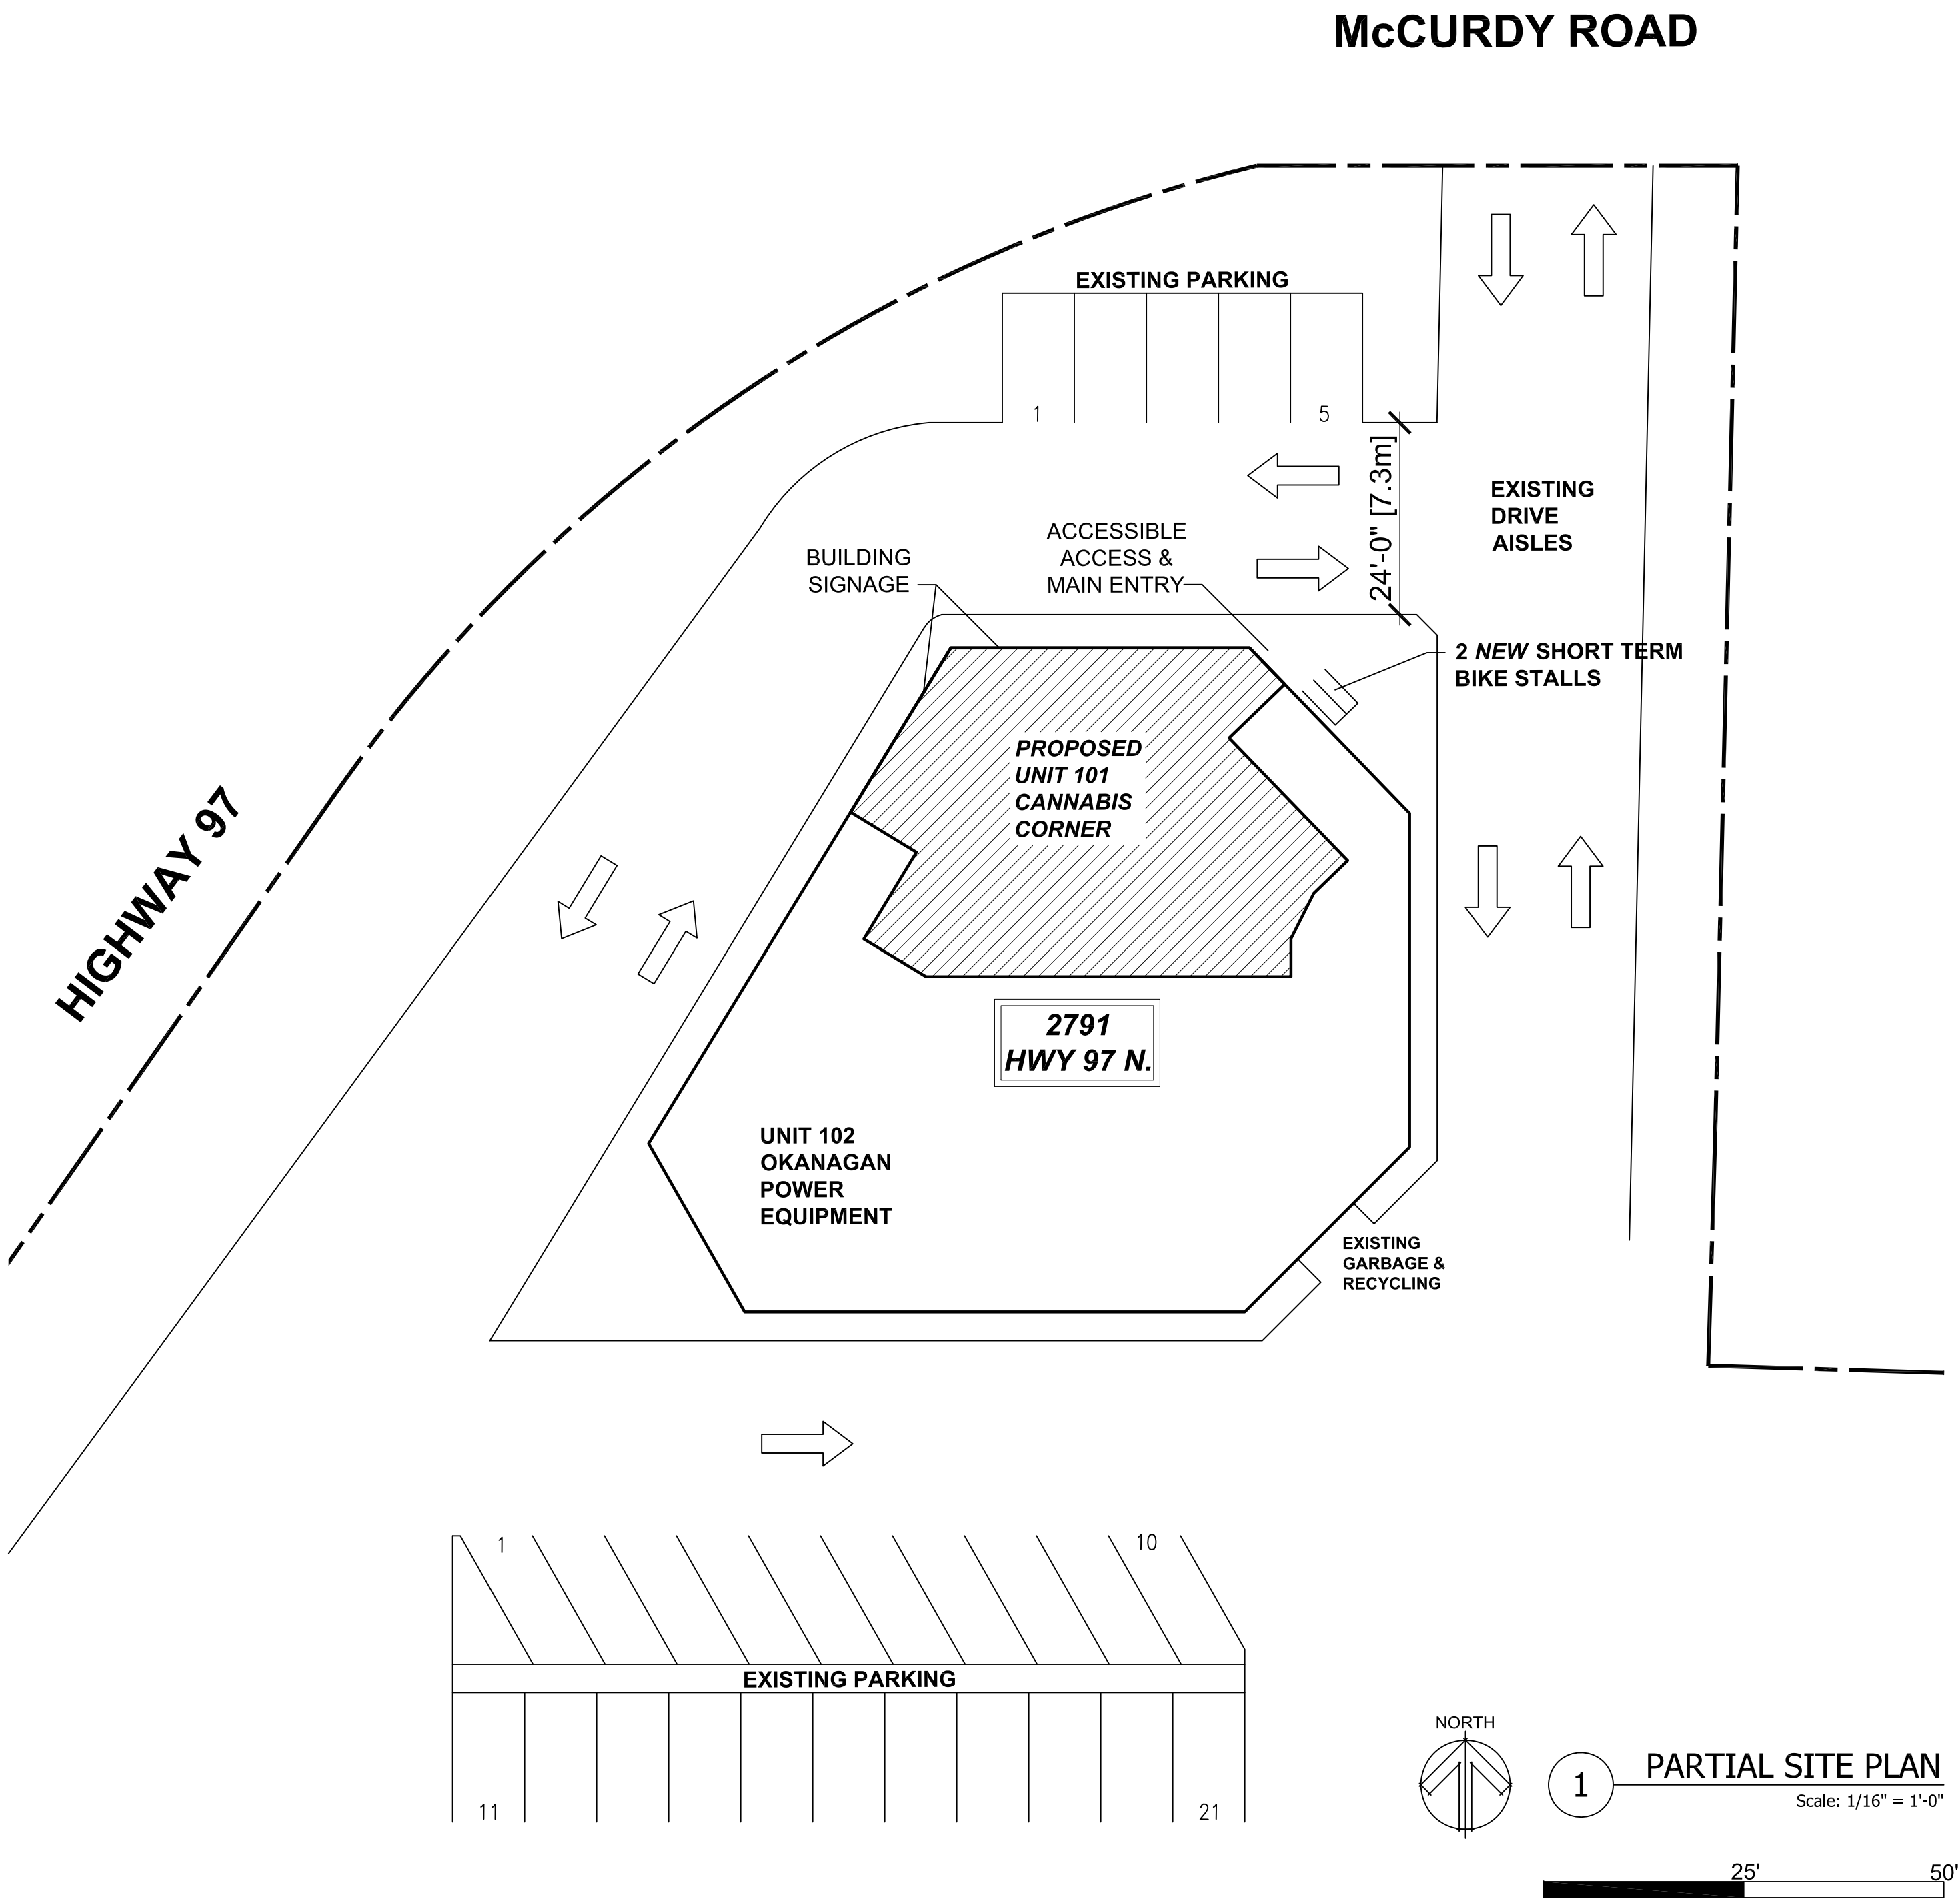 McCURDY ROAD
EXISTING PARKING
1
5
24'-0" [7.3m]
EXISTING
DRIVE
AISLES
BUILDING
SIGNAGE
ACCESSIBLE
ACCESS &
MAIN ENTRY
2 NEW SHORT TERM
BIKE STALLS
PROPOSED
UNIT 101
CANNABIS
CORNER
HIGHWAY 97
2791
HWY 97 N.
UNIT 102
OKANAGAN
POWER
EQUIPMENT
EXISTING
GARBAGE &
RECYCLING
1
10
EXISTING PARKING
11
21
NORTH
1
PARTIAL SITE PLAN
Scale: 1/16" = 1'-0"
25'
50'